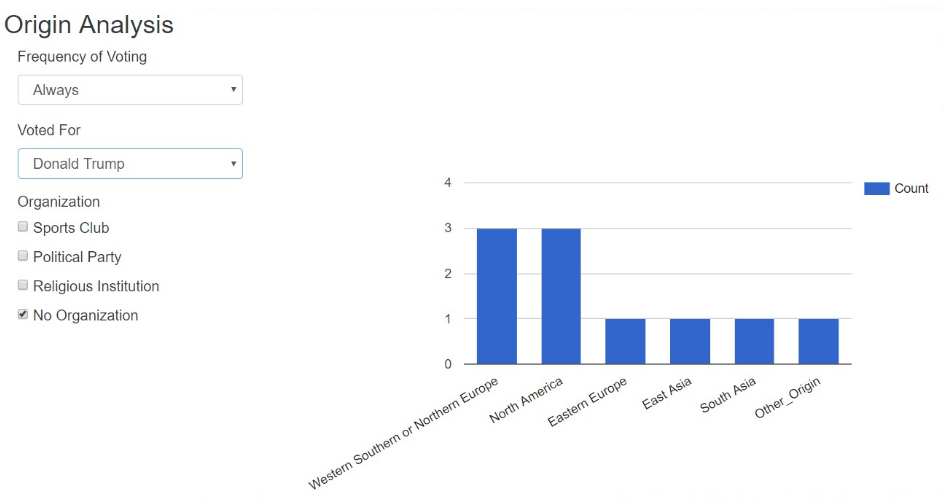 Origin Analysis
Frequency of Voting
Always
Voted For
Donald Trump
Organization
Sports Club
Political Party
Religious Institution
No Organization
4
3
2
1
0
Count
Western Southern or Northern Europe
North America
Eastern Europe
East Asia
South Asia
Other_Origin